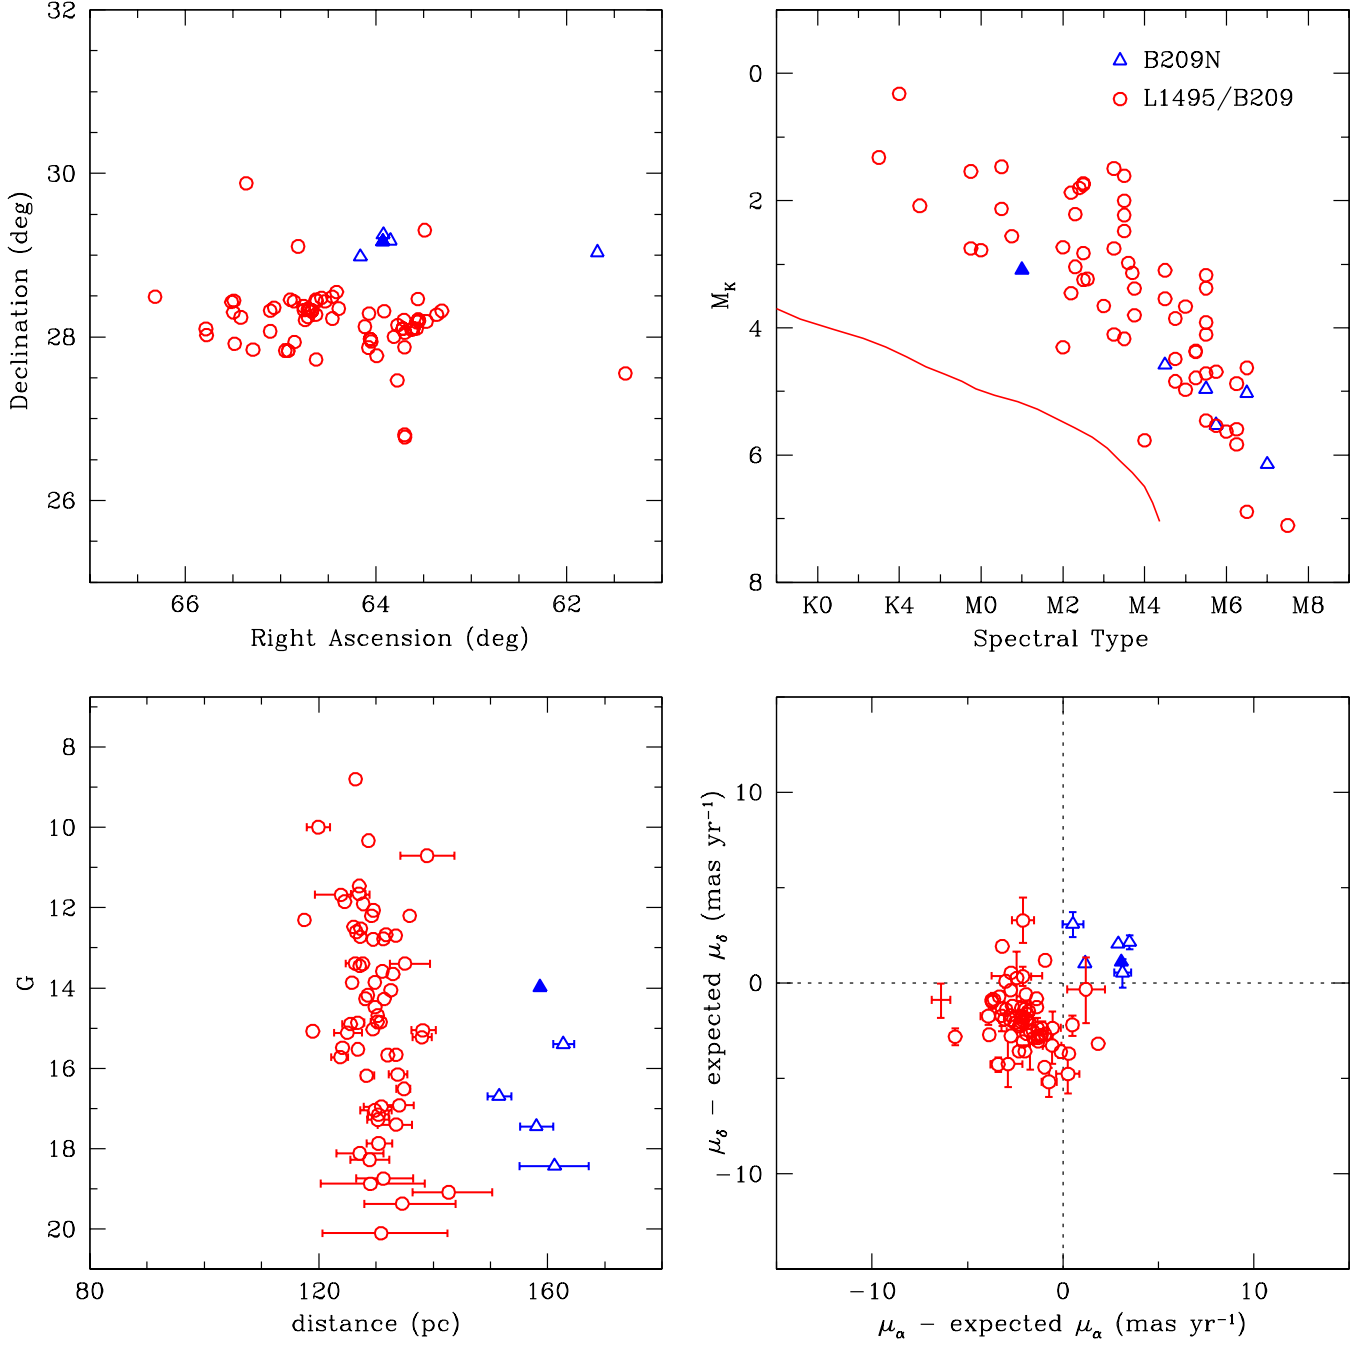 32
30
28
26
Declination (deg)
66 64 62
Right Ascension (deg)
0
2
4
6
8
M_K
B209N
L1495/B209
K0 K4 M0 M2 M4 M6 M8
Spectral Type
8
10
12
14
16
18
20
G
80 120 160
distance (pc)
10
0
−10
μ_δ − expected μ_δ (mas yr⁻¹)
−10 0 10
μ_α − expected μ_α (mas yr⁻¹)